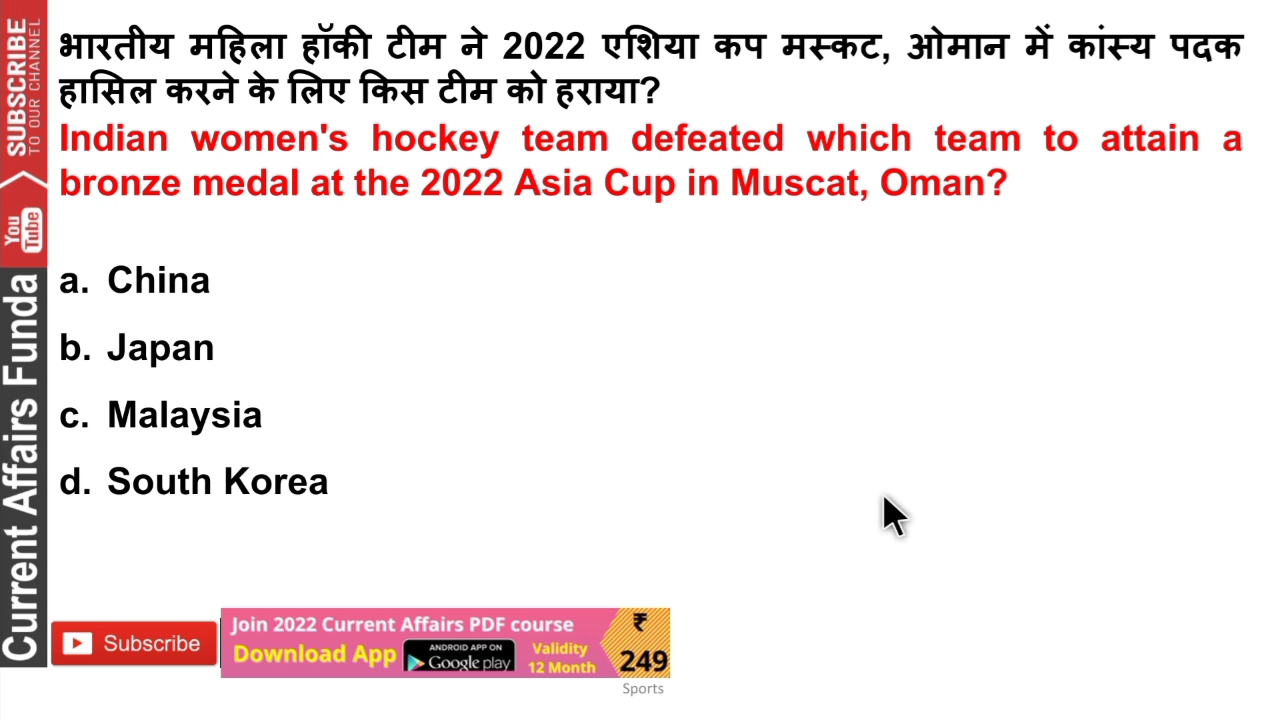 भारतीय महिला हॉकी टीम ने 2022 एशिया कप मस्कट, ओमान में कांस्य पदक
हासिल करने के लिए किस टीम को हराया?
Indian women's hockey team defeated which team to attain a
bronze medal at the 2022 Asia Cup in Muscat, Oman?
a. China
b. Japan
c. Malaysia
d. South Korea
SUBSCRIBE
TO OUR CHANNEL
You
Tube
Current Affairs Funda
Subscribe
Join 2022 Current Affairs PDF course
Download App
ANDROID APP ON
Google play
Validity
12 Month
₹
249
Sports